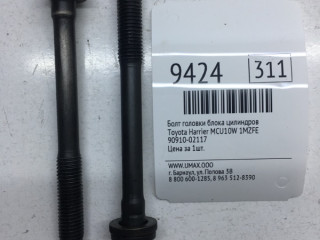 9424 311
Болт головки блока цилиндров
Toyota Harrier MCU10W 1MZFE
90910-02117
Цена за 1шт.
WWW.UMAX.OOO
г. Барнаул, ул. Попова 58
8 800 600-1285, 8 963 512-8390